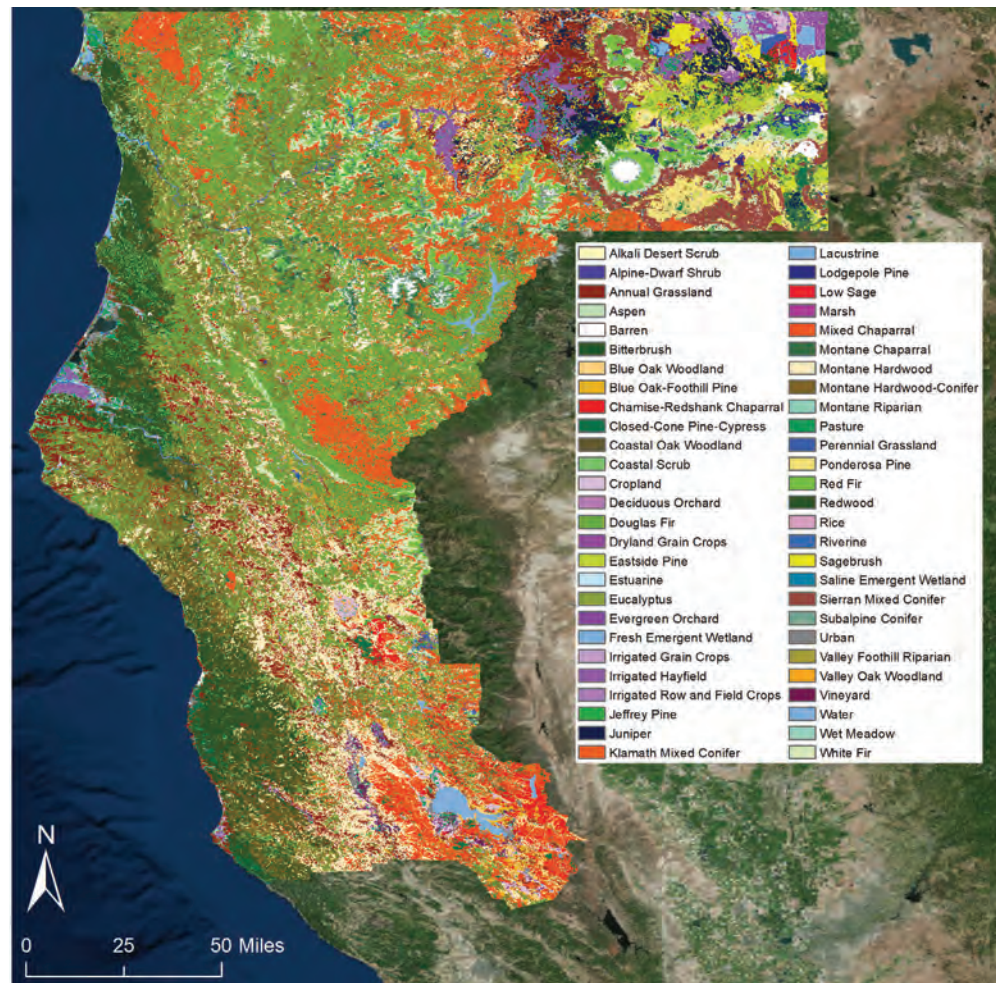 Alkali Desert Scrub
Alpine-Dwarf Shrub
Annual Grassland
Aspen
Barren
Bitterbrush
Blue Oak Woodland
Blue Oak-Foothill Pine
Chamise-Redshank Chaparral
Closed-Cone Pine-Cypress
Coastal Oak Woodland
Coastal Scrub
Cropland
Deciduous Orchard
Douglas Fir
Dryland Grain Crops
Eastside Pine
Estuarine
Eucalyptus
Evergreen Orchard
Fresh Emergent Wetland
Irrigated Grain Crops
Irrigated Hayfield
Irrigated Row and Field Crops
Jeffrey Pine
Juniper
Klamath Mixed Conifer
Lacustrine
Lodgepole Pine
Low Sage
Marsh
Mixed Chaparral
Montane Chaparral
Montane Hardwood
Montane Hardwood-Conifer
Montane Riparian
Pasture
Perennial Grassland
Ponderosa Pine
Red Fir
Redwood
Rice
Riverine
Sagebrush
Saline Emergent Wetland
Sierran Mixed Conifer
Subalpine Conifer
Urban
Valley Foothill Riparian
Valley Oak Woodland
Vineyard
Water
Wet Meadow
White Fir
N
0 25 50 Miles